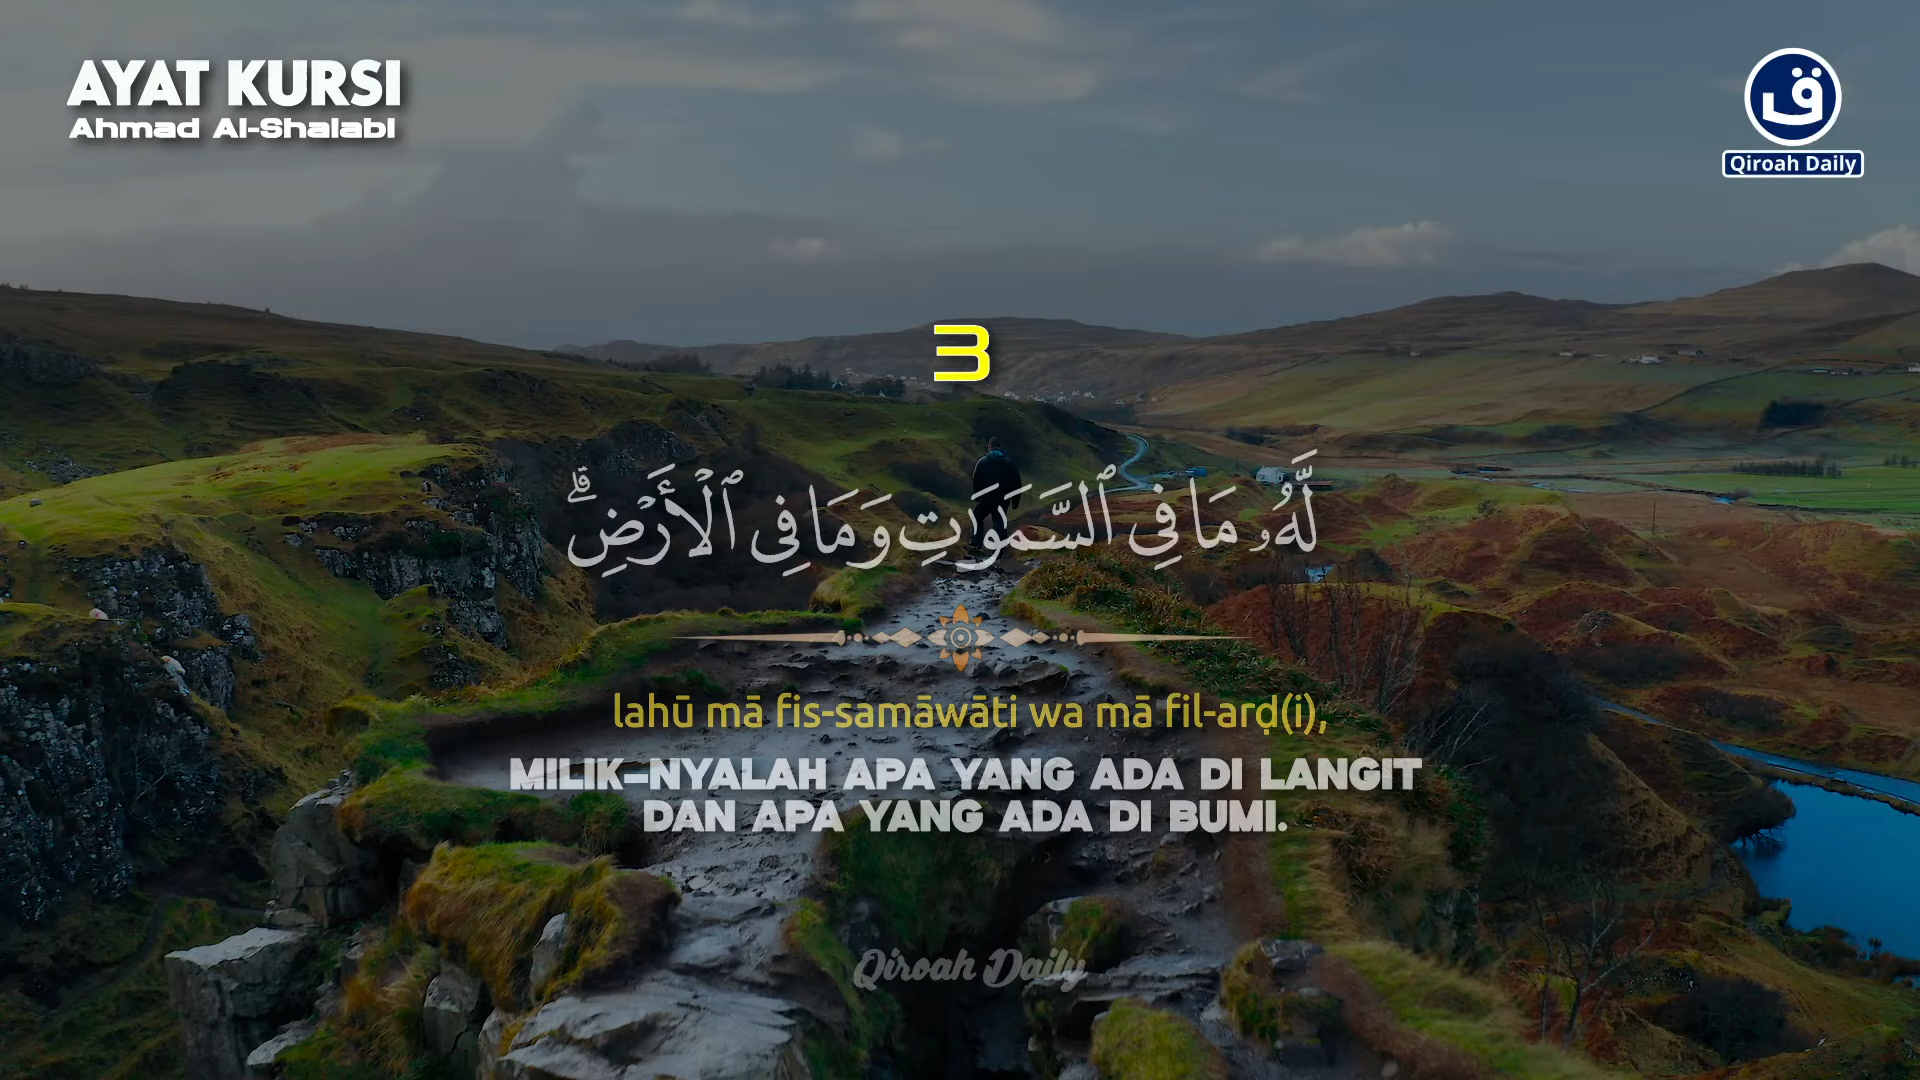 AYAT KURSI
Ahmad Al-Shalabi
ق
Qiroah Daily
3
لَّهُۥ مَا فِى ٱلسَّمَـٰوَٰتِ وَمَا فِى ٱلْأَرْضِ ۗ
lahū mā fis-samāwāti wa mā fil-arḍ(i),
MILIK-NYALAH APA YANG ADA DI LANGIT
DAN APA YANG ADA DI BUMI.
Qiroah Daily